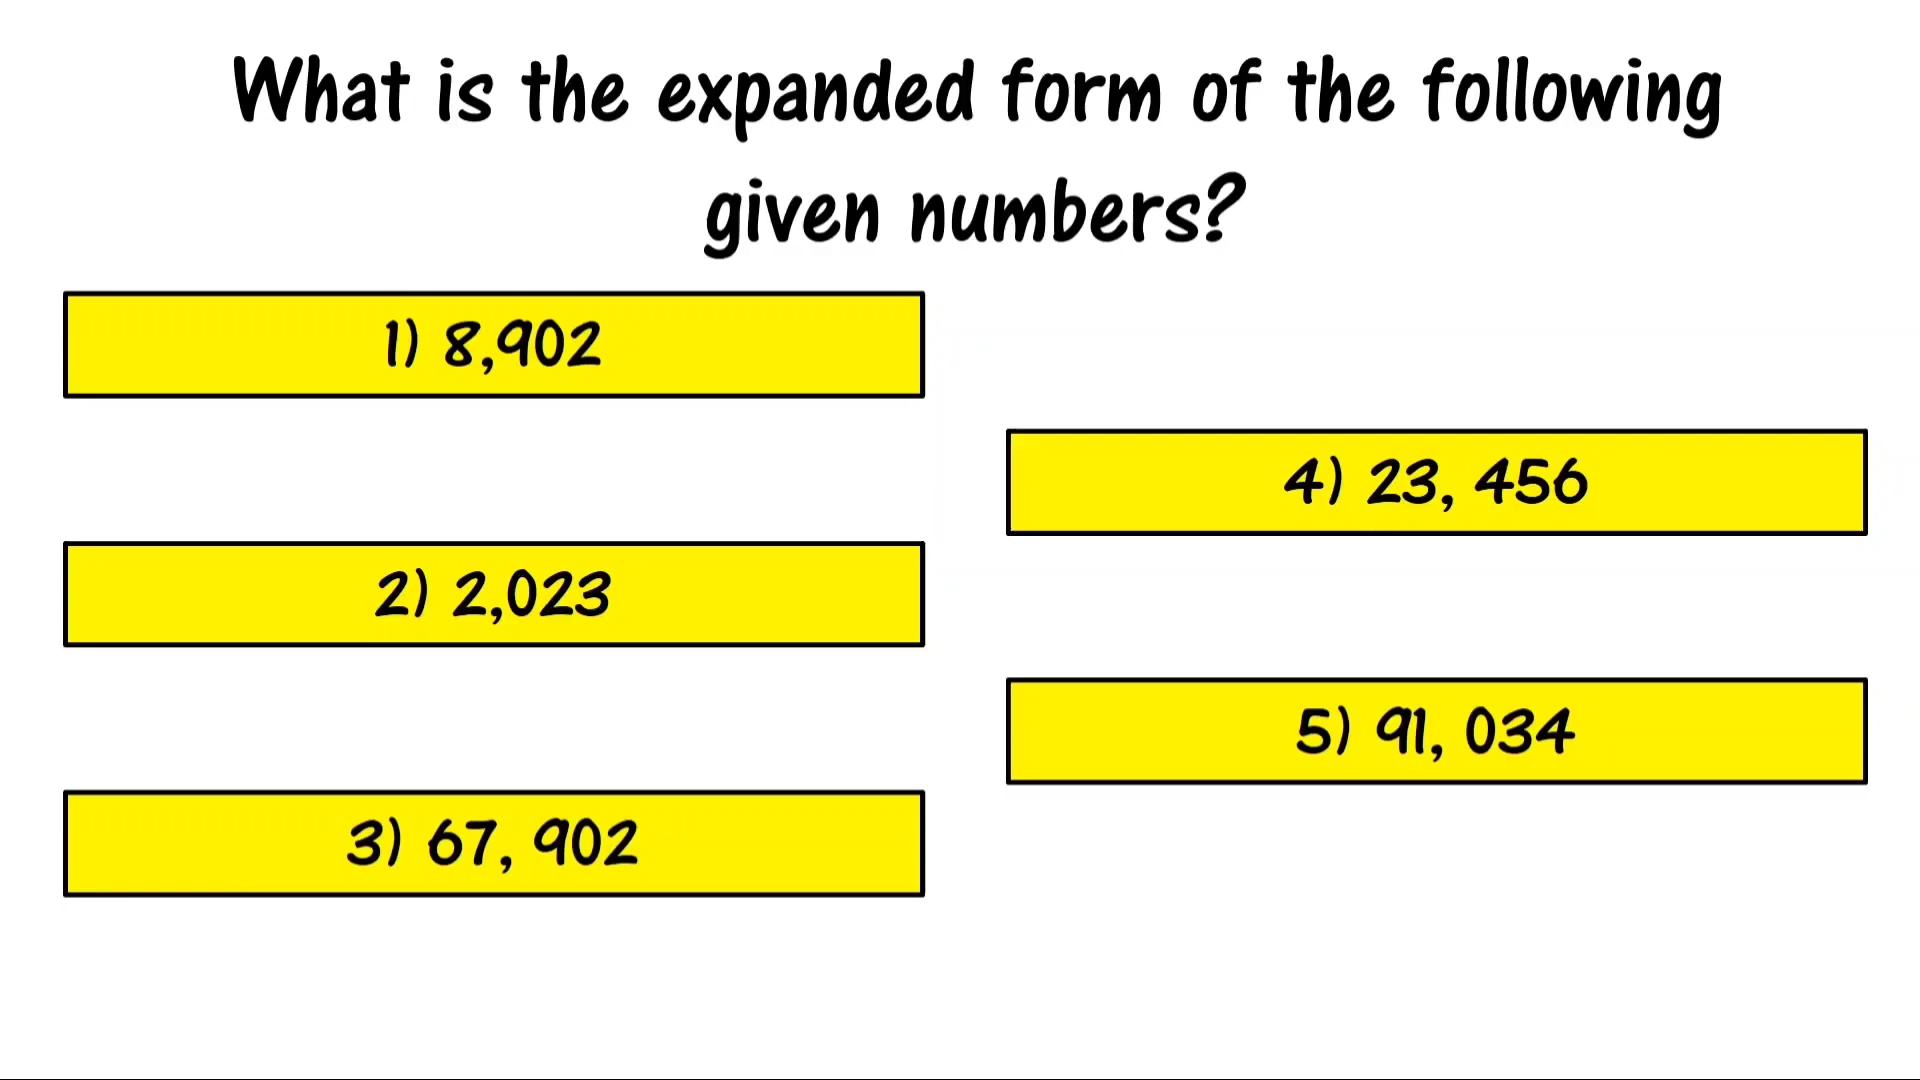 What is the expanded form of the following
given numbers?
1) 8,902
2) 2,023
3) 67, 902
4) 23, 456
5) 91, 034